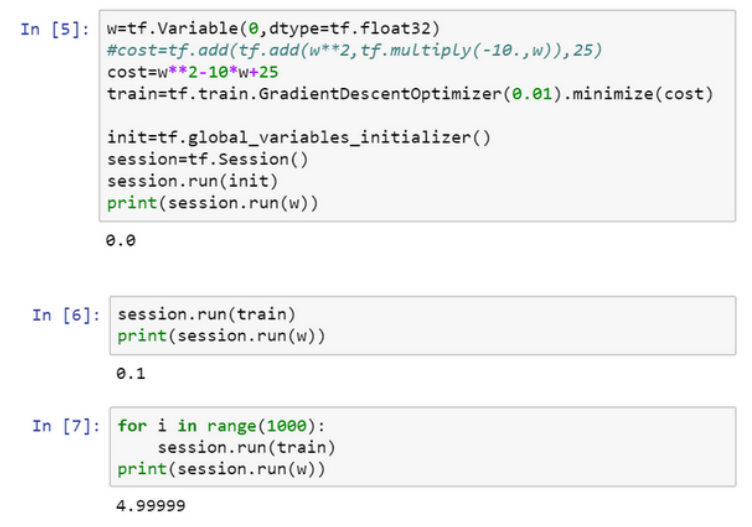 In [5]: w=tf.Variable(0,dtype=tf.float32)
#cost=tf.add(tf.add(w**2,tf.multiply(-10.,w)),25)
cost=w**2-10*w+25
train=tf.train.GradientDescentOptimizer(0.01).minimize(cost)
init=tf.global_variables_initializer()
session=tf.Session()
session.run(init)
print(session.run(w))
0.0
In [6]: session.run(train)
print(session.run(w))
0.1
In [7]: for i in range(1000):
session.run(train)
print(session.run(w))
4.99999